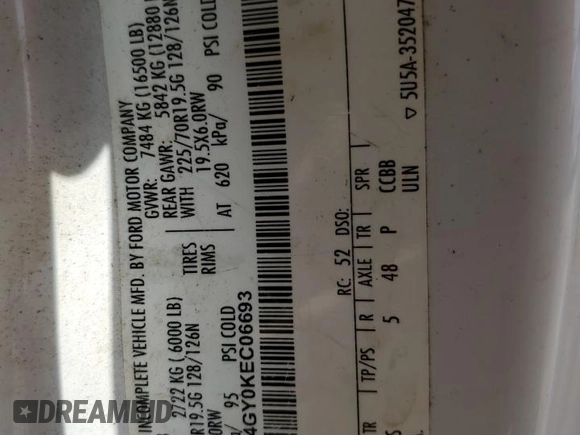 INCOMPLETE VEHICLE MFD. BY FORD MOTOR COMPANY
GVWR: 7484 KG (16500 LB)
2722 KG ( 6000 LB) REAR GAWR: 5842 KG (12880
R19.5G 128/126N TIRES WITH 225/70R19.5G 128/126N
0RW RIMS 19.5X6.0RW
/ 95 PSI COLD AT 620 kPa/ 90 PSI COLD
4GY0KEC06693
RC: 52 DSO:
TR TP/PS R AXLE TR SPR
5 48 P CCBB
ULN
▽ 5U5A-352047
AUTOBIDMASTER